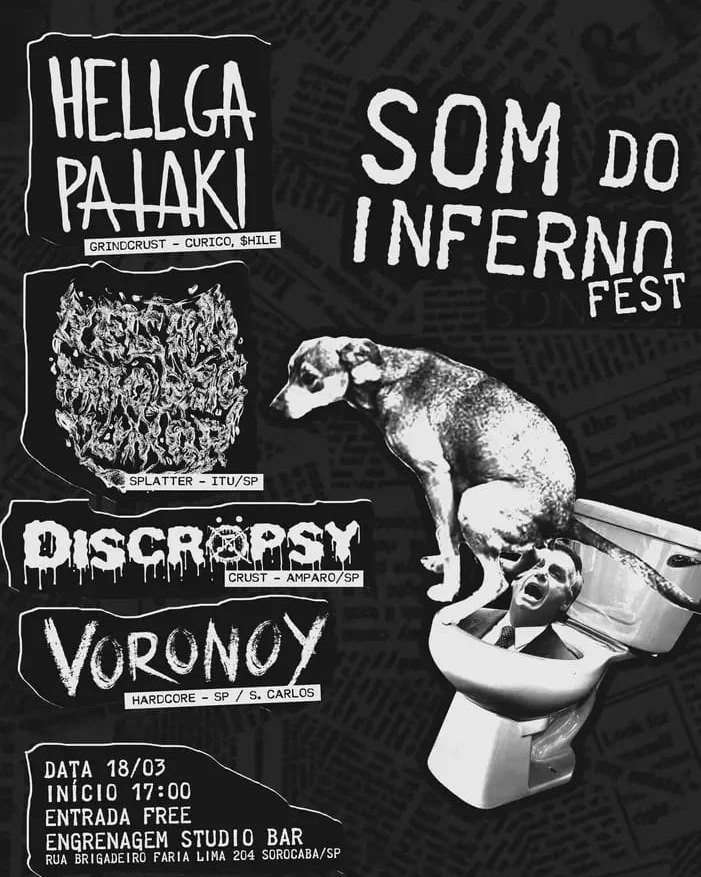 HELLGA
PATAKI
GRINDCRUST - CURICO, $HILE
SOM DO
INFERNO
FEST
SPLATTER - ITU/SP
DISCRÖPSY
CRUST - AMPARO/SP
VORONOY
HARDCORE - SP / S. CARLOS
DATA 18/03
INÍCIO 17:00
ENTRADA FREE
ENGRENAGEM STUDIO BAR
RUA BRIGADEIRO FARIA LIMA 204 SOROCABA/SP